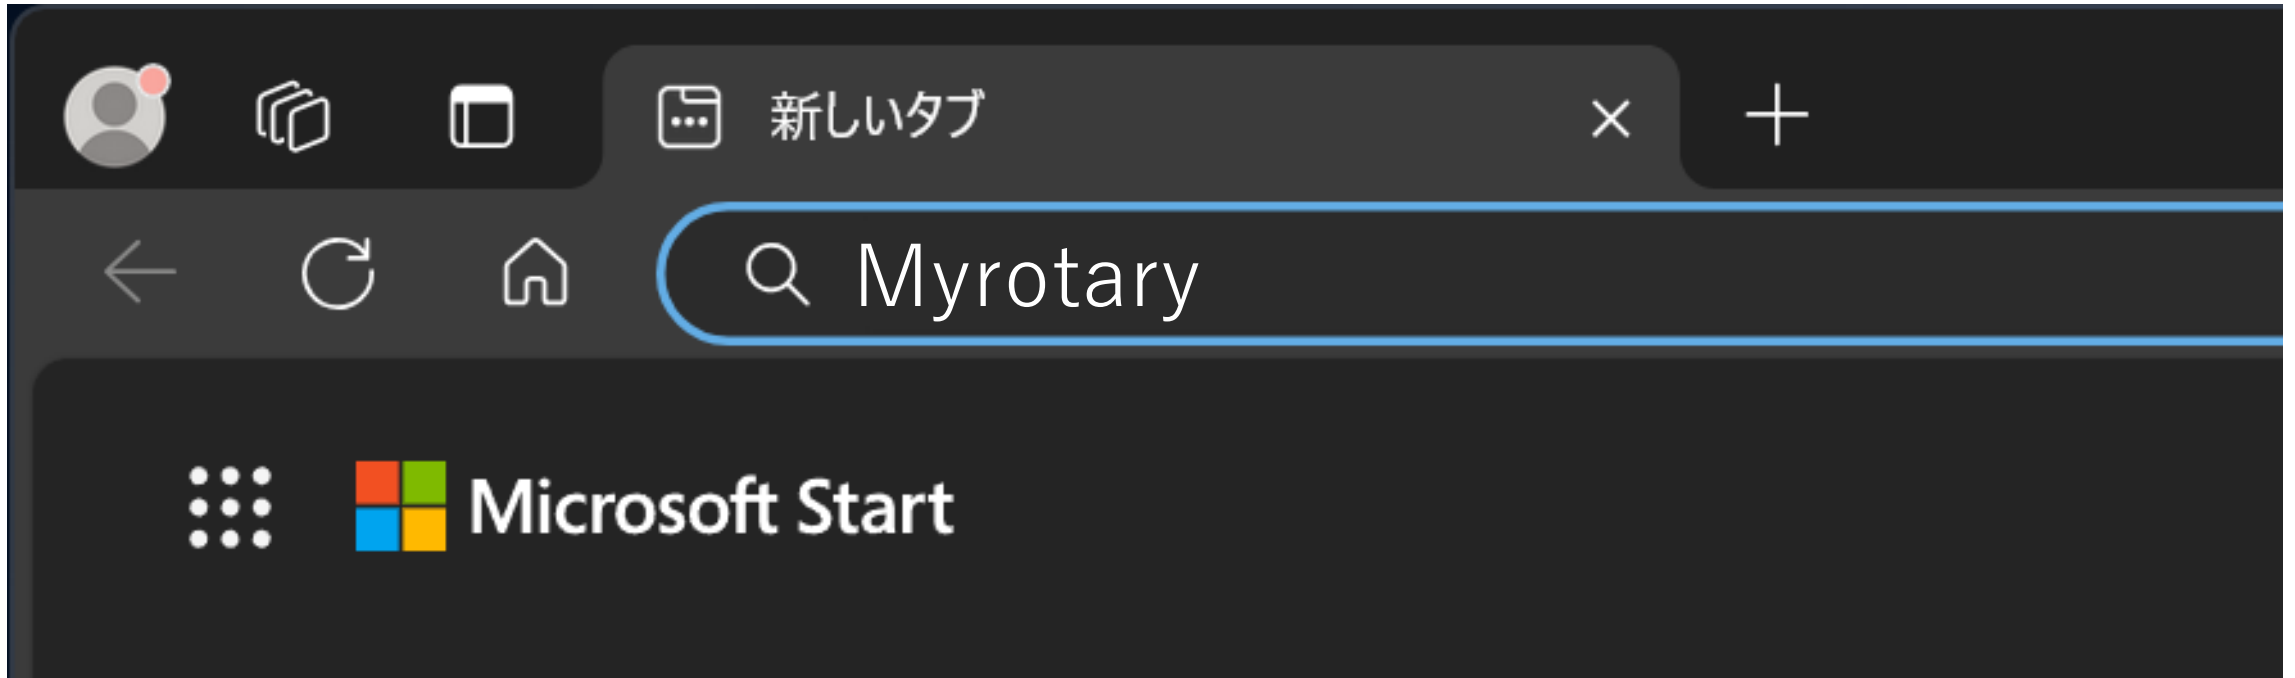 新しいタブ
Myrotary
Microsoft Start